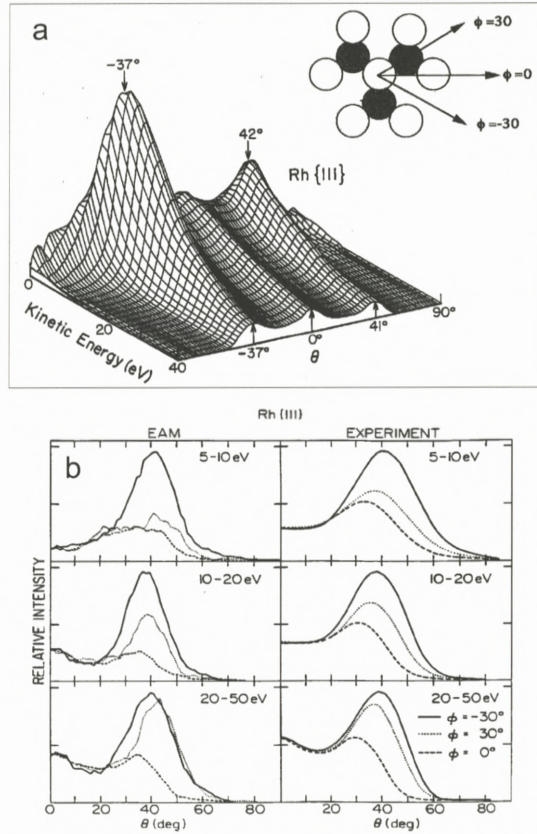 a
ϕ=30
ϕ=0
ϕ=-30
-37°
42°
Rh {111}
0
20
40
Kinetic Energy (eV)
-37°
0°
41°
90°
θ
Rh {111}
EAM
EXPERIMENT
b
5-10 eV
5-10 eV
10-20 eV
10-20 eV
20-50 eV
20-50 eV
ϕ = -30°
ϕ = 30°
ϕ = 0°
RELATIVE INTENSITY
0 20 40 60 80
0 20 40 60 80
θ (deg)
θ (deg)